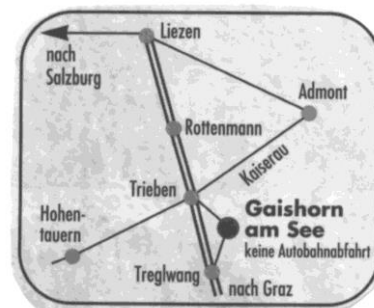 Liezen
nach
Salzburg
Admont
Rottenmann
Kaiserau
Trieben
Hohen-
tauern
Gaishorn
am See
keine Autobahnabfahrt
Treglwang
nach Graz